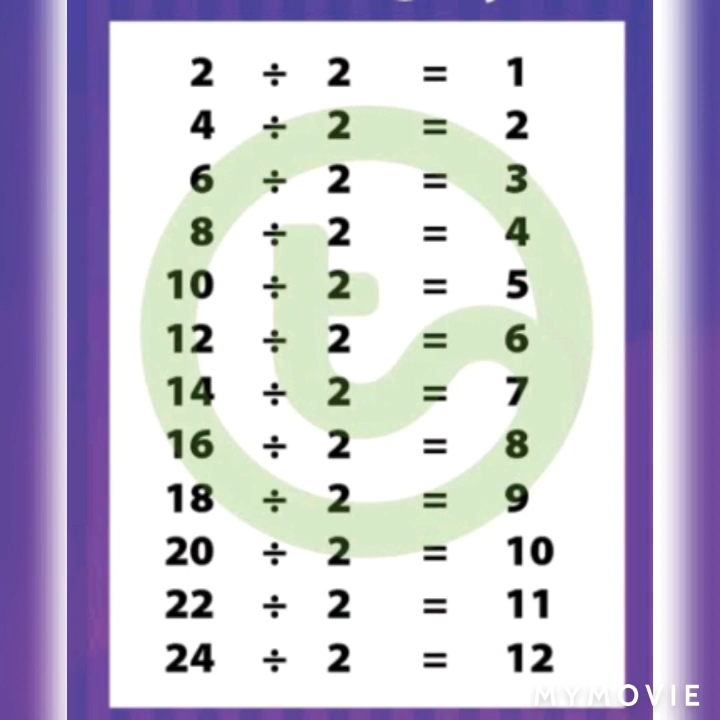 2 ÷ 2 = 1
4 ÷ 2 = 2
6 ÷ 2 = 3
8 ÷ 2 = 4
10 ÷ 2 = 5
12 ÷ 2 = 6
14 ÷ 2 = 7
16 ÷ 2 = 8
18 ÷ 2 = 9
20 ÷ 2 = 10
22 ÷ 2 = 11
24 ÷ 2 = 12
MYMOVIE